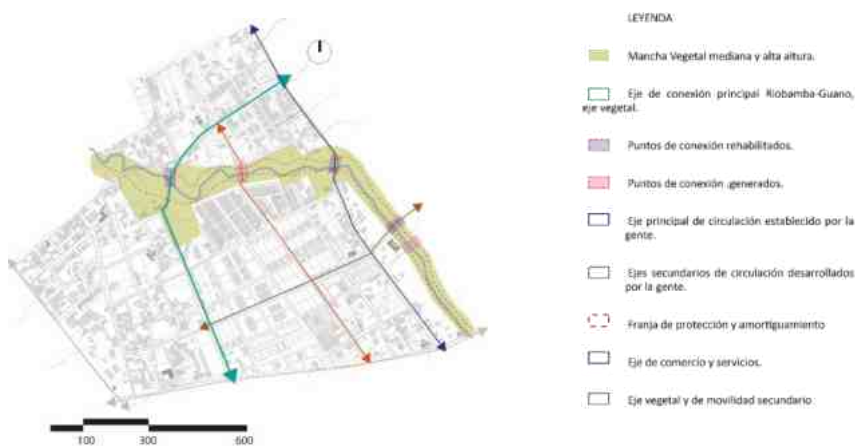 LEYENDA
Mancha Vegetal mediana y alta altura.
Eje de conexión principal Riobamba-Guano,
eje vegetal.
Puntos de conexión rehabilitados.
Puntos de conexión .generados.
Eje principal de circulación establecido por la
gente.
Ejes secundarios de circulación desarrollados
por la gente.
Franja de protección y amortiguamiento
Eje de comercio y servicios.
Eje vegetal y de movilidad secundario
100 300 600